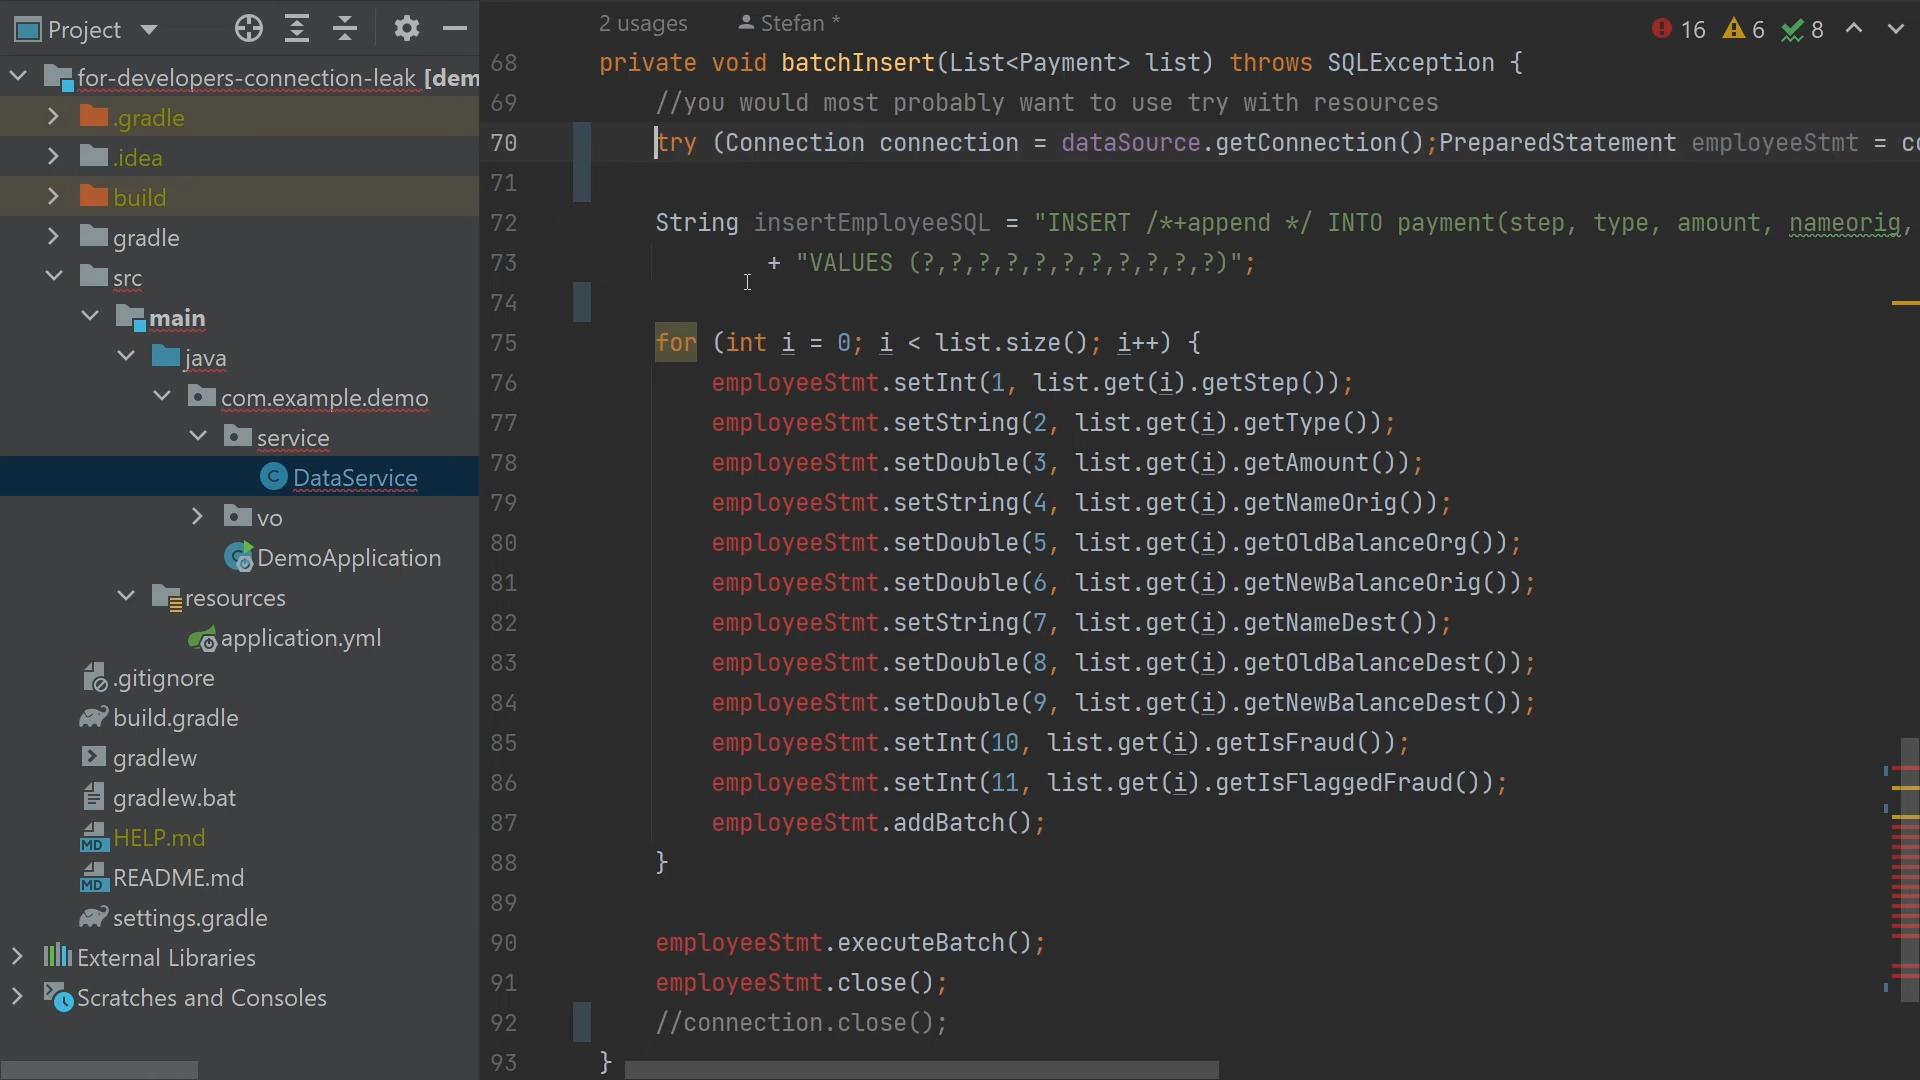 Project
for-developers-connection-leak [dem
.gradle
.idea
build
gradle
src
main
java
com.example.demo
service
DataService
vo
DemoApplication
resources
application.yml
.gitignore
build.gradle
gradlew
gradlew.bat
HELP.md
README.md
settings.gradle
External Libraries
Scratches and Consoles
2 usages Stefan *
16 6 8
68 private void batchInsert(List<Payment> list) throws SQLException {
69 //you would most probably want to use try with resources
70 try (Connection connection = dataSource.getConnection();PreparedStatement employeeStmt = co
71
72 String insertEmployeeSQL = "INSERT /*+append */ INTO payment(step, type, amount, nameorig,
73 + "VALUES (?,?,?,?,?,?,?,?,?,?,?)";
74
75 for (int i = 0; i < list.size(); i++) {
76 employeeStmt.setInt(1, list.get(i).getStep());
77 employeeStmt.setString(2, list.get(i).getType());
78 employeeStmt.setDouble(3, list.get(i).getAmount());
79 employeeStmt.setString(4, list.get(i).getNameOrig());
80 employeeStmt.setDouble(5, list.get(i).getOldBalanceOrg());
81 employeeStmt.setDouble(6, list.get(i).getNewBalanceOrig());
82 employeeStmt.setString(7, list.get(i).getNameDest());
83 employeeStmt.setDouble(8, list.get(i).getOldBalanceDest());
84 employeeStmt.setDouble(9, list.get(i).getNewBalanceDest());
85 employeeStmt.setInt(10, list.get(i).getIsFraud());
86 employeeStmt.setInt(11, list.get(i).getIsFlaggedFraud());
87 employeeStmt.addBatch();
88 }
89
90 employeeStmt.executeBatch();
91 employeeStmt.close();
92 //connection.close();
93 }